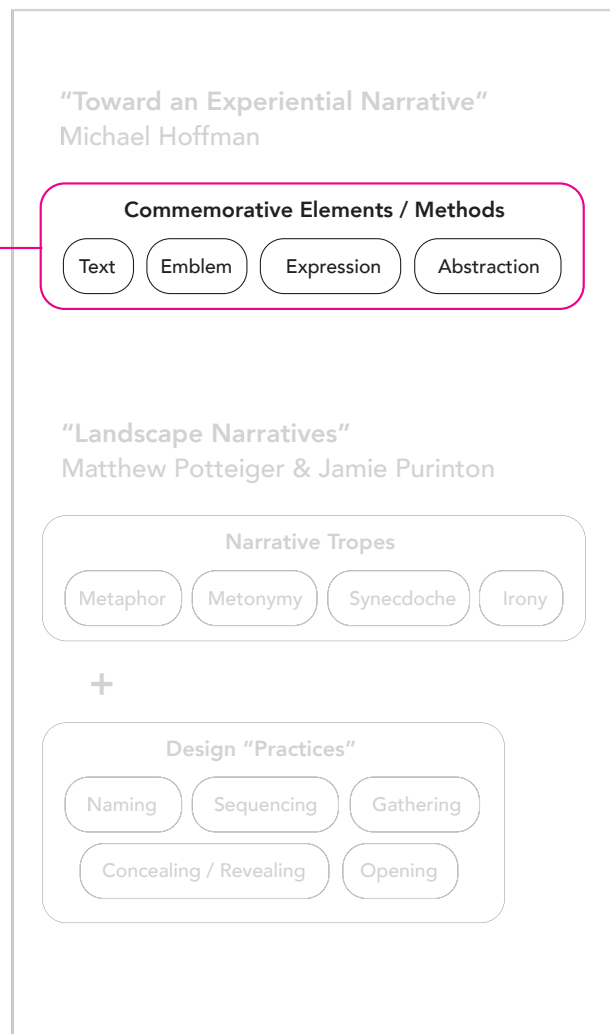 “Toward an Experiential Narrative”
Michael Hoffman
Commemorative Elements / Methods
Text Emblem Expression Abstraction
“Landscape Narratives”
Matthew Potteiger & Jamie Purinton
Narrative Tropes
Metaphor Metonymy Synecdoche Irony
+
Design “Practices”
Naming Sequencing Gathering
Concealing / Revealing Opening